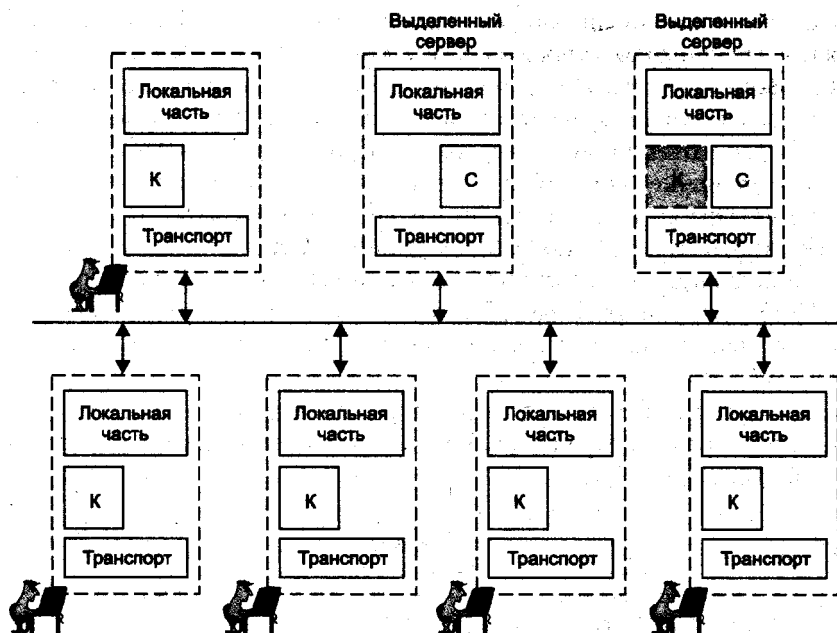 Выделенный
сервер
Выделенный
сервер
Локальная
часть
К
Транспорт
Локальная
часть
С
Транспорт
Локальная
часть
К
С
Транспорт
Локальная
часть
К
Транспорт
Локальная
часть
К
Транспорт
Локальная
часть
К
Транспорт
Локальная
часть
К
Транспорт